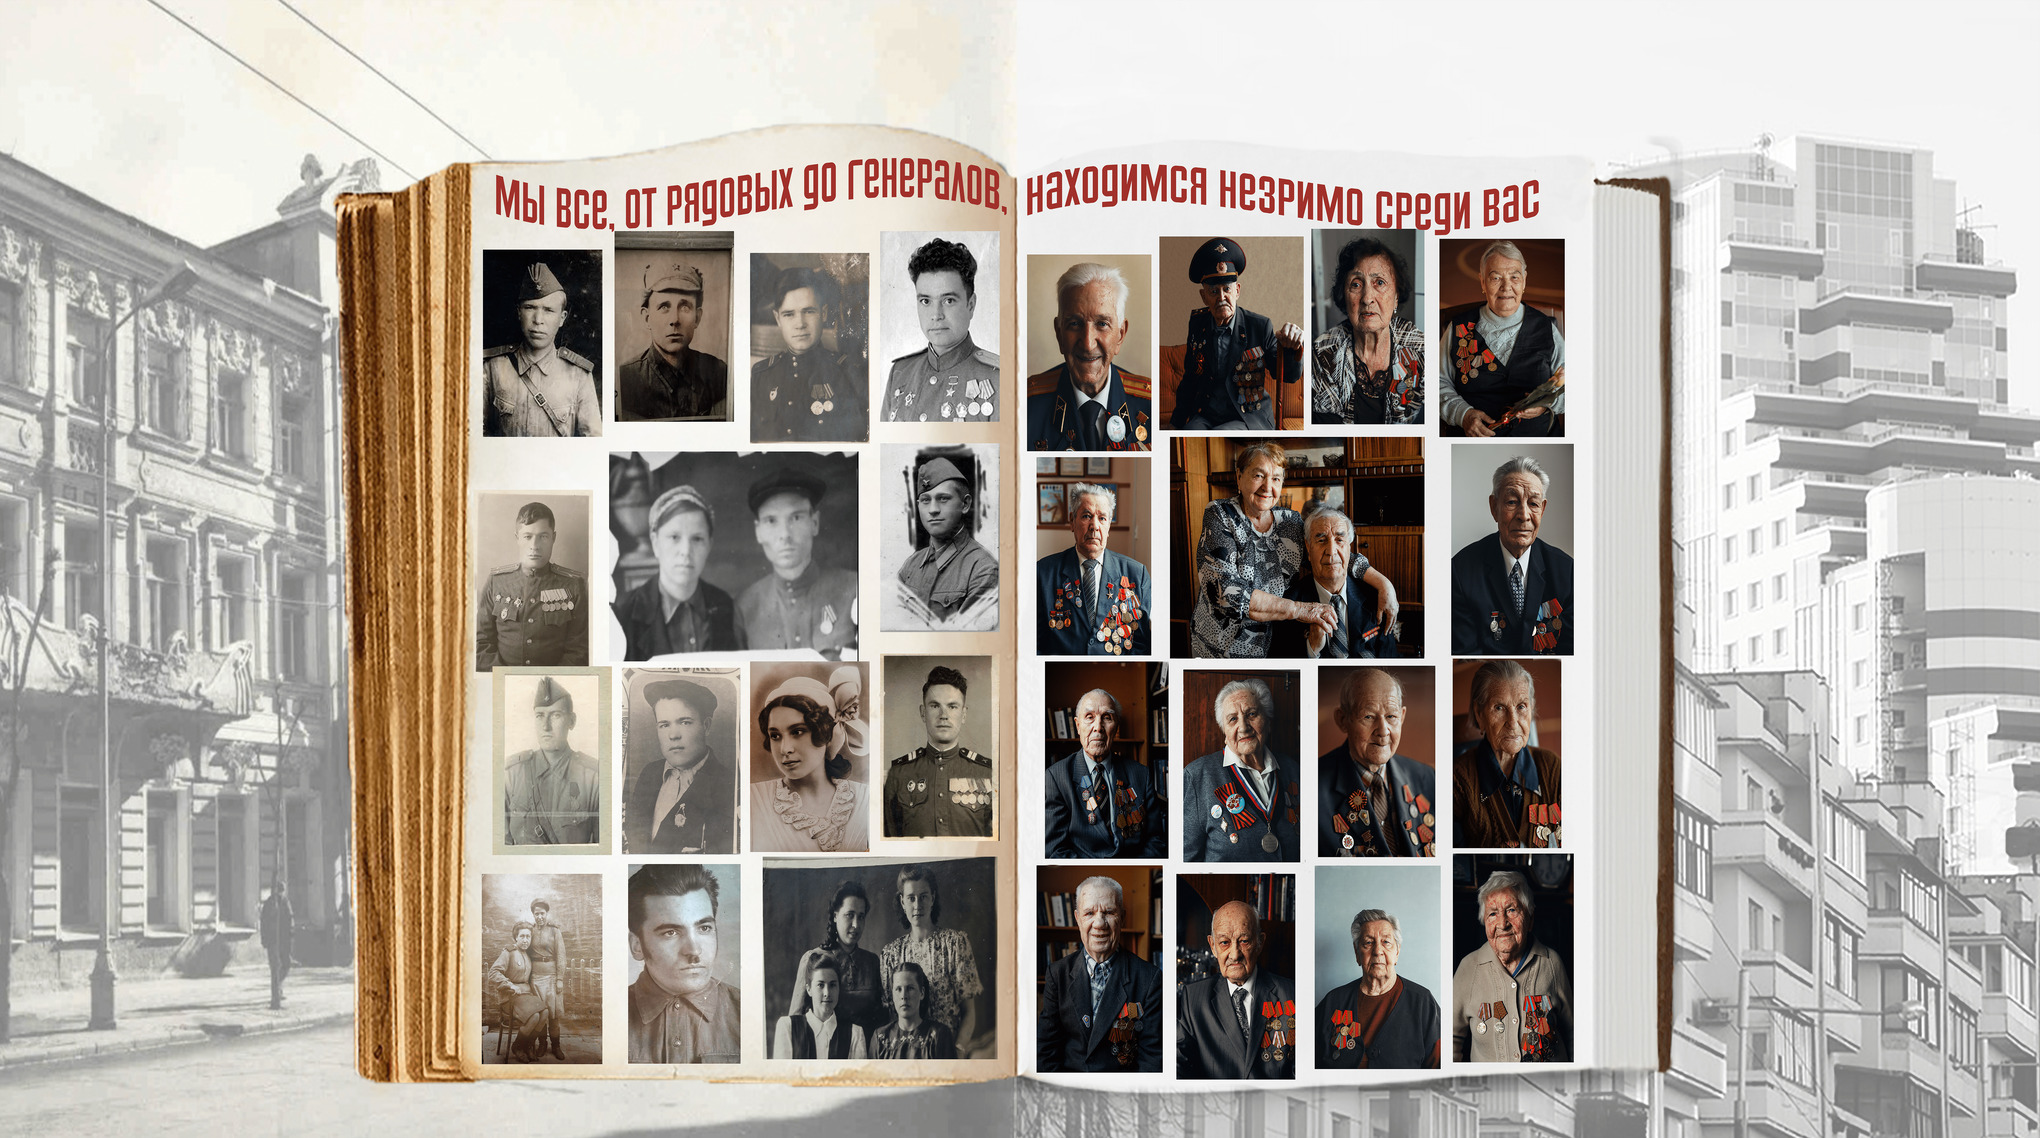 Мы все, от рядовых до генералов, находимся незримо среди вас